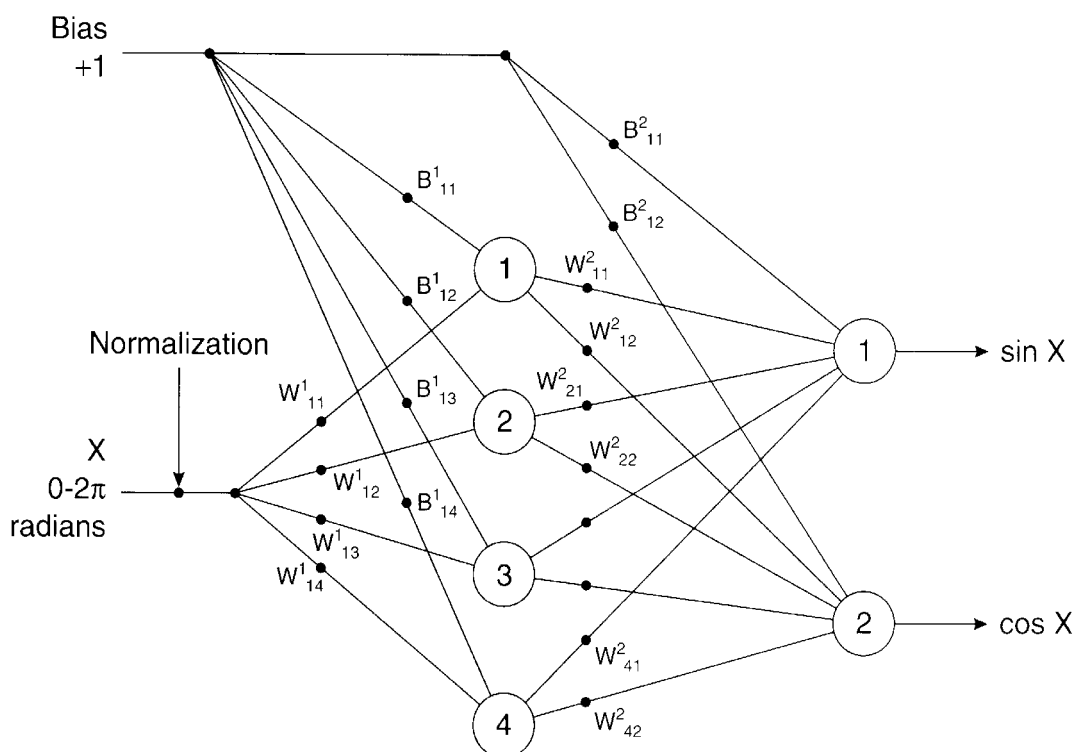 Bias
+1
B²₁₁
B¹₁₁
B²₁₂
1
W²₁₁
B¹₁₂
W²₁₂
Normalization
1
sin X
W¹₁₁
B¹₁₃
W²₂₁
2
X
0-2π
radians
W¹₁₂
B¹₁₄
W²₂₂
W¹₁₃
W¹₁₄
3
2
cos X
W²₄₁
4
W²₄₂